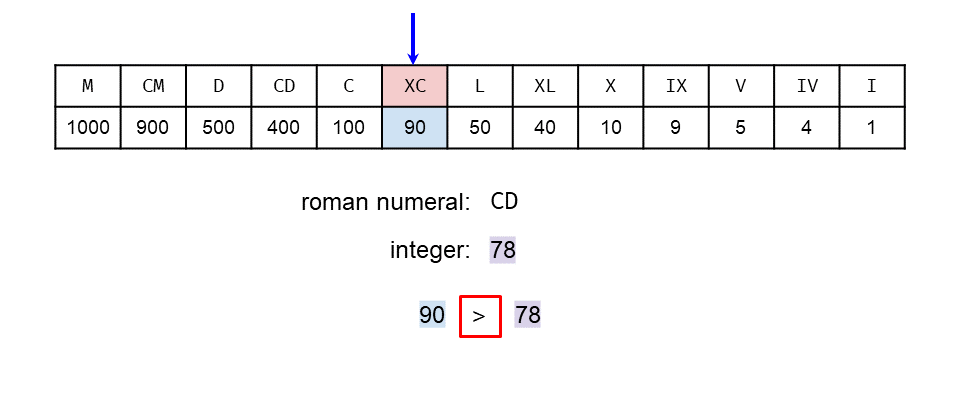 M CM D CD C XC L XL X IX V IV I
1000 900 500 400 100 90 50 40 10 9 5 4 1
roman numeral: CD
integer: 78
90 > 78